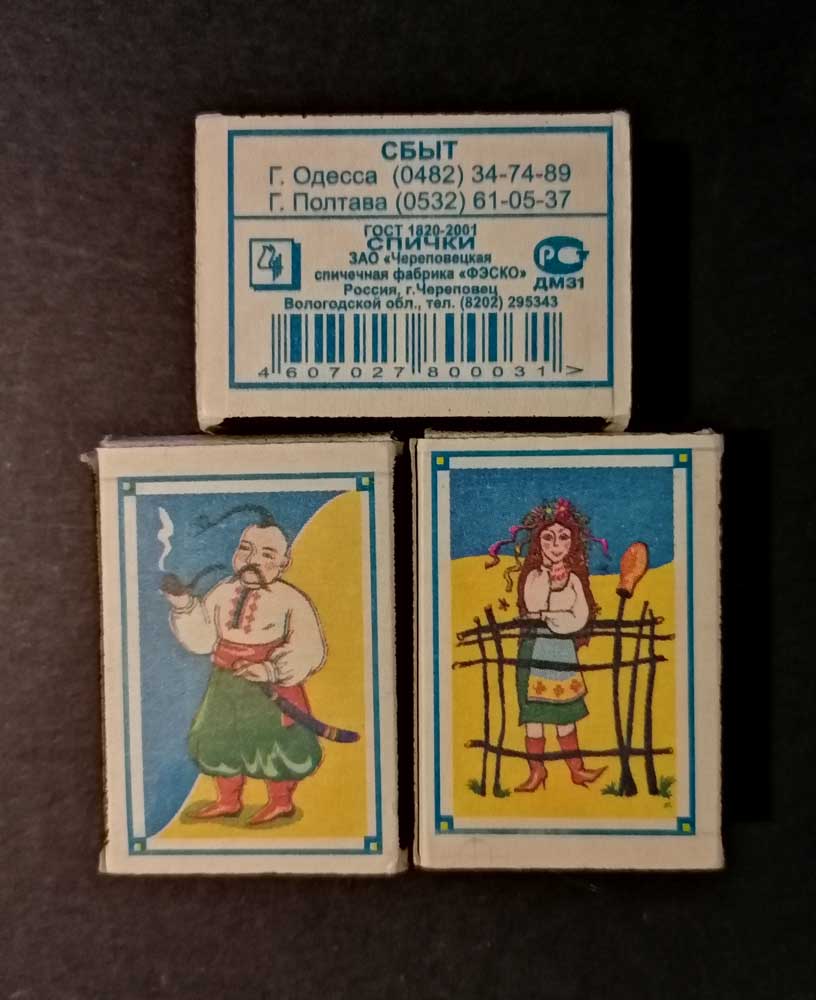 СБЫТ
Г. Одесса (0482) 34-74-89
Г. Полтава (0532) 61-05-37
ГОСТ 1820-2001
СПИЧКИ
ЗАО «Череповецкая
спичечная фабрика «ФЭСКО»
Россия, г.Череповец
Вологодской обл., тел. (8202) 295343
РСТ
ДМ31
4 607027 800031 >